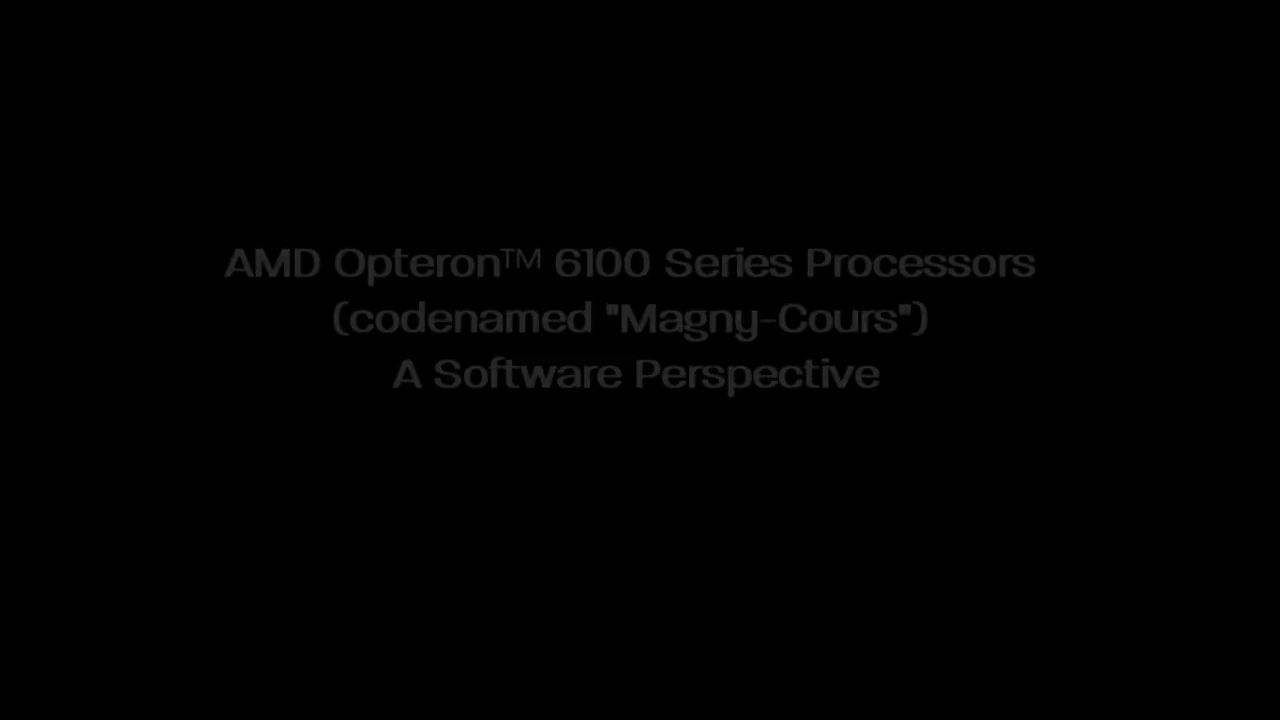 AMD Opteron™ 6100 Series Processors
(codenamed "Magny-Cours")
A Software Perspective